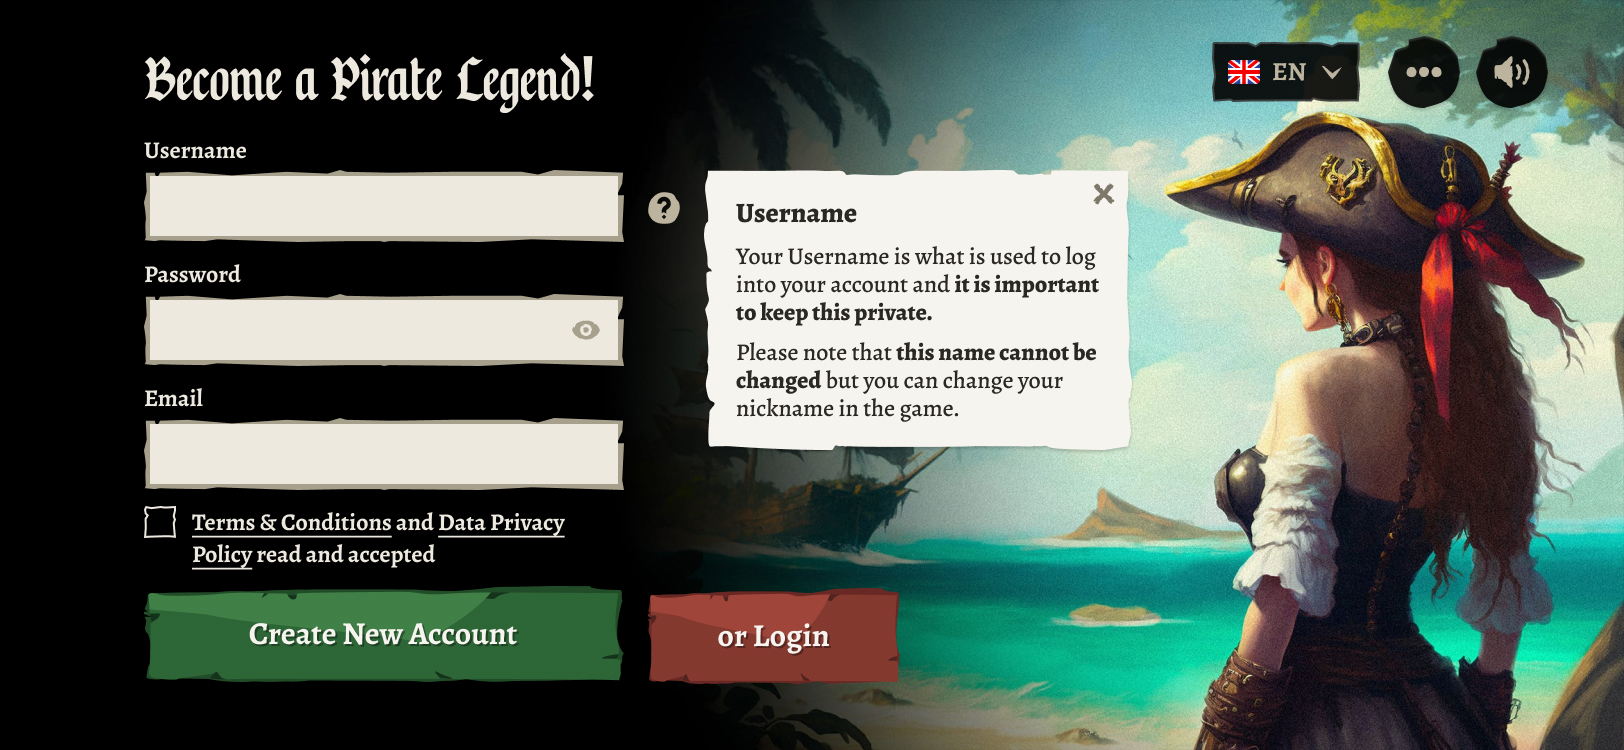 Become a Pirate Legend!
EN
Username
?
Password
Email
Terms & Conditions and Data Privacy
Policy read and accepted
Create New Account
or Login
Username
Your Username is what is used to log
into your account and it is important
to keep this private.
Please note that this name cannot be
changed but you can change your
nickname in the game.